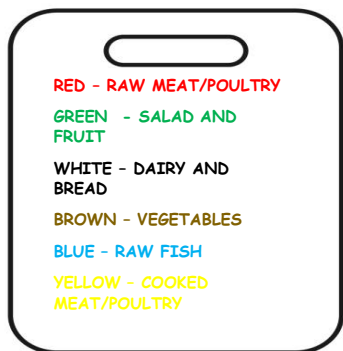 RED – RAW MEAT/POULTRY
GREEN - SALAD AND
FRUIT
WHITE – DAIRY AND
BREAD
BROWN – VEGETABLES
BLUE – RAW FISH
YELLOW – COOKED
MEAT/POULTRY